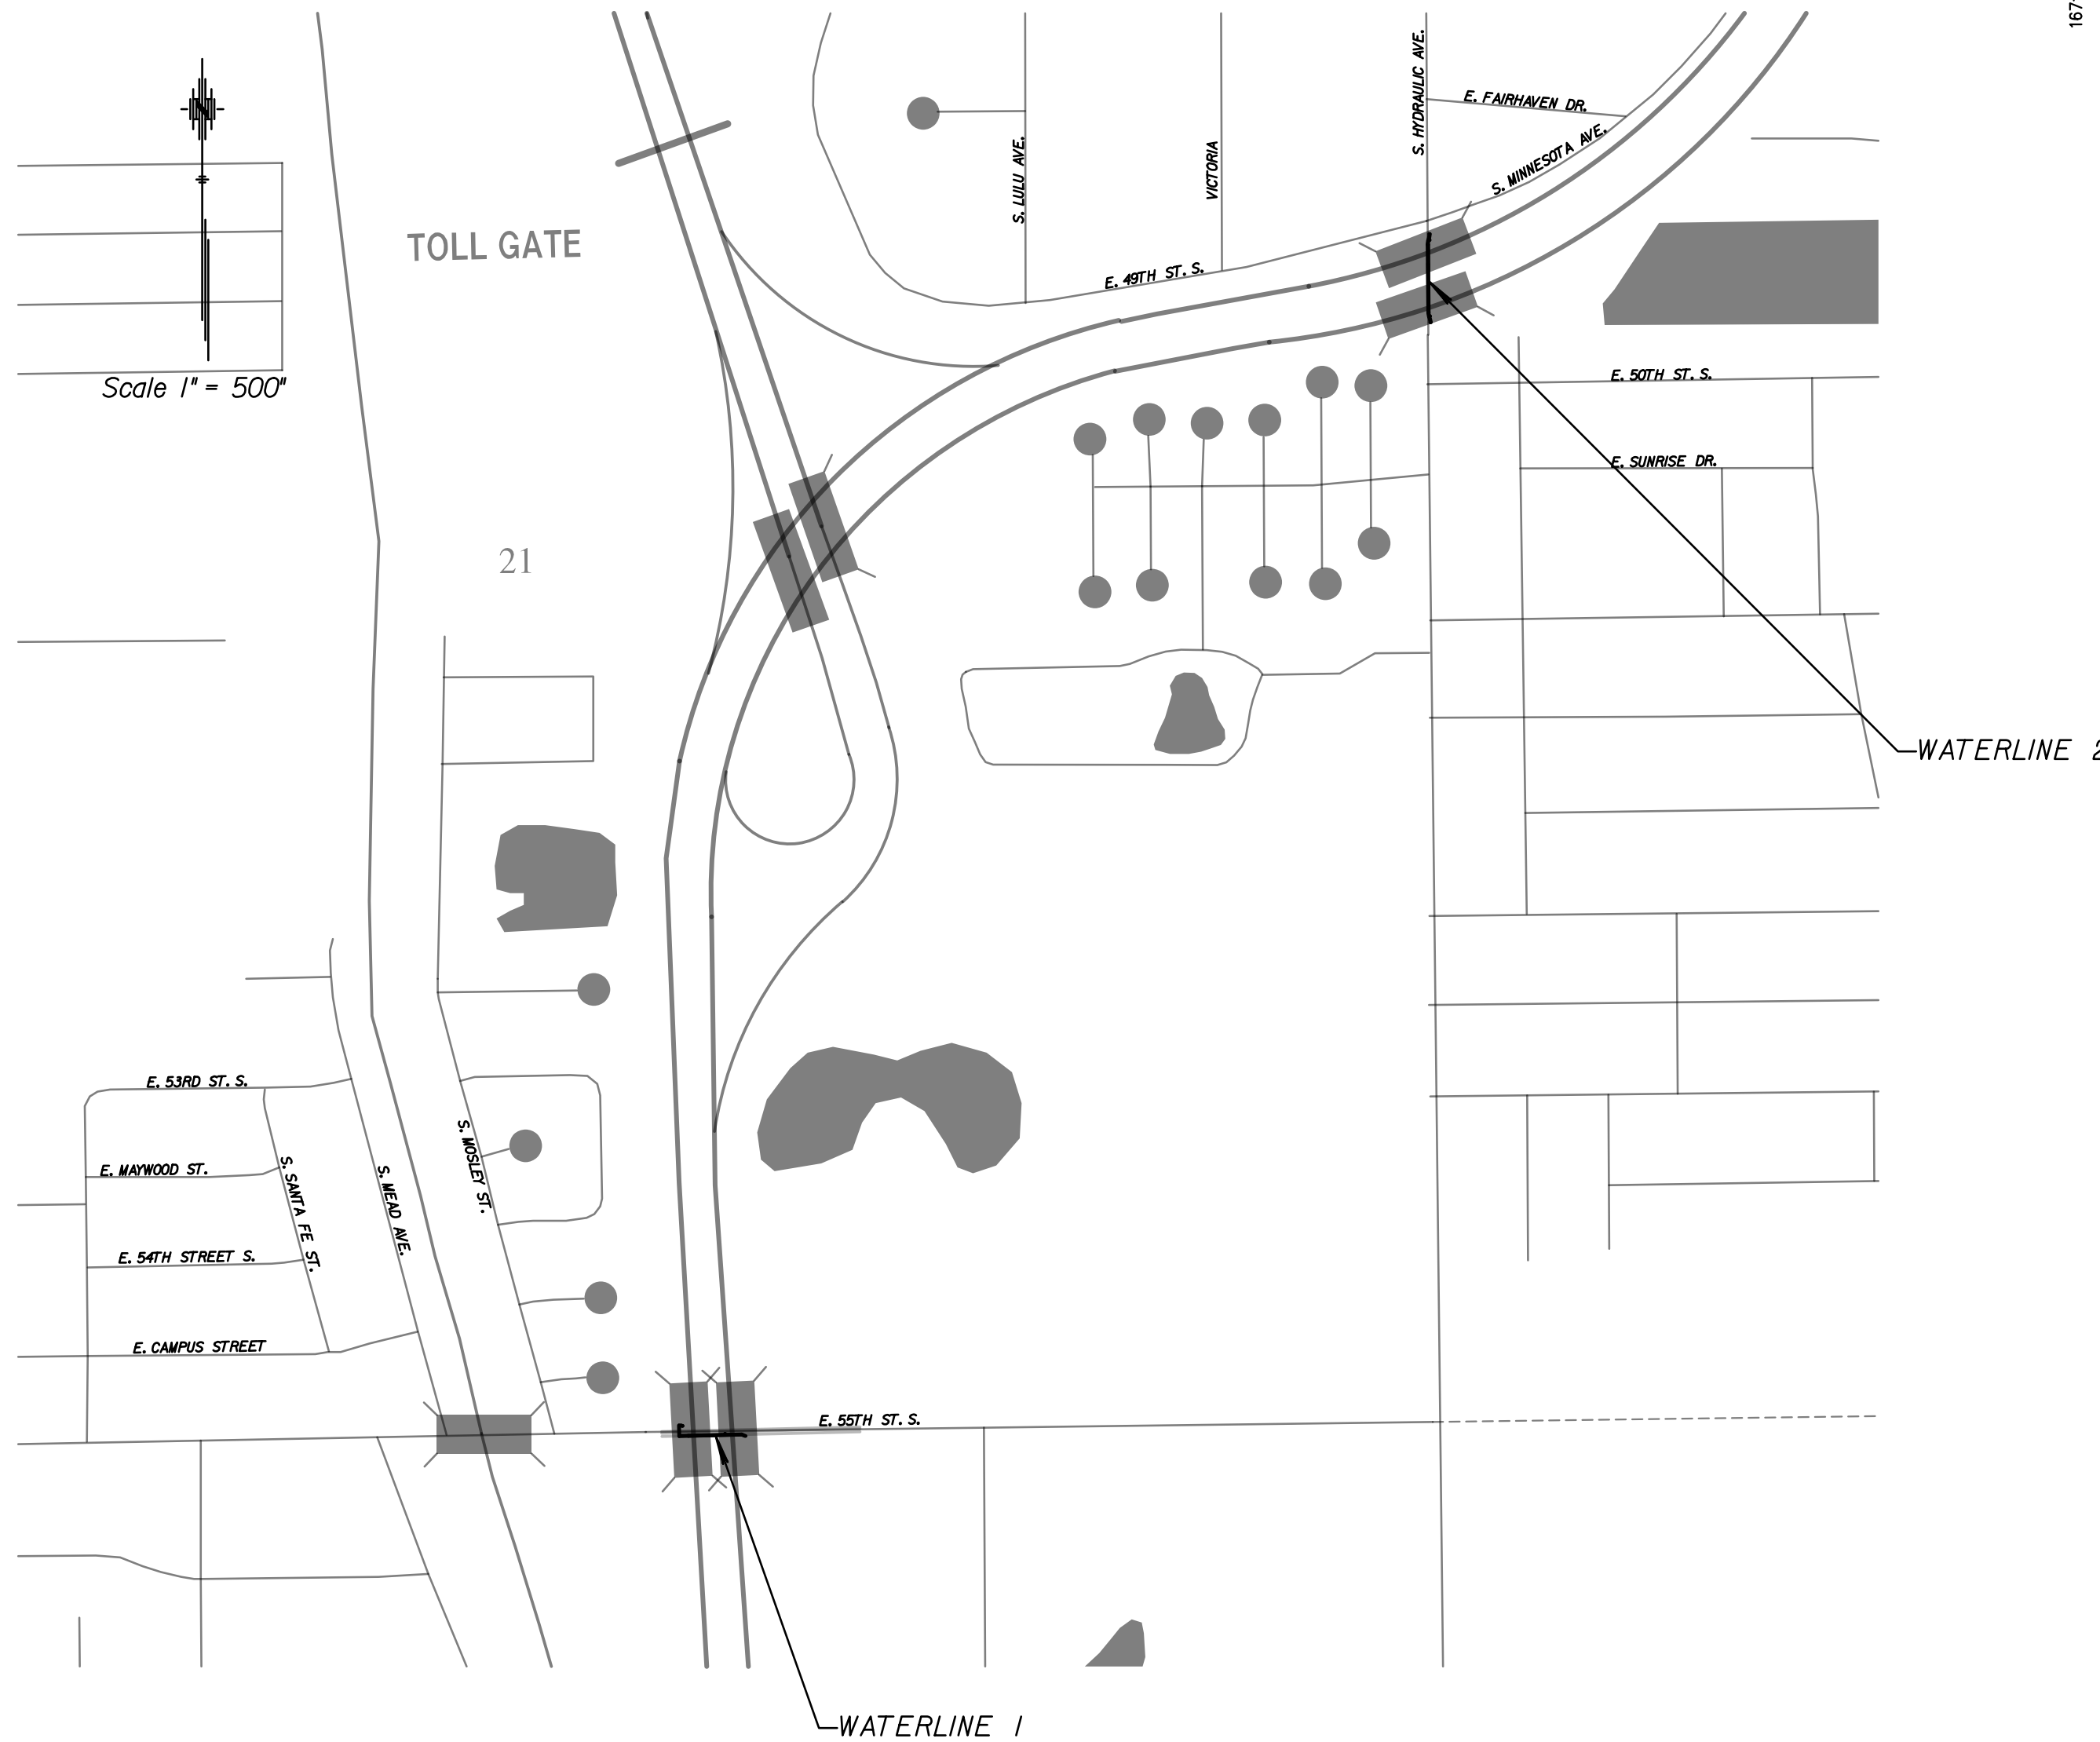 167
S. HYDRAULIC AVE.
E. FAIRHAVEN DR.
S. MINNESOTA AVE.
S. LULU AVE.
VICTORIA
TOLL GATE
E. 49TH ST. S.
Scale 1" = 500"
E. 50TH ST. S.
E. SUNRISE DR.
21
WATERLINE 2
E. 53RD ST. S.
S. MOSLEY ST.
E. MAYWOOD ST.
S. SANTA FE ST.
S. MEAD AVE.
E. 54TH STREET S.
E. CAMPUS STREET
E. 55TH ST. S.
WATERLINE 1